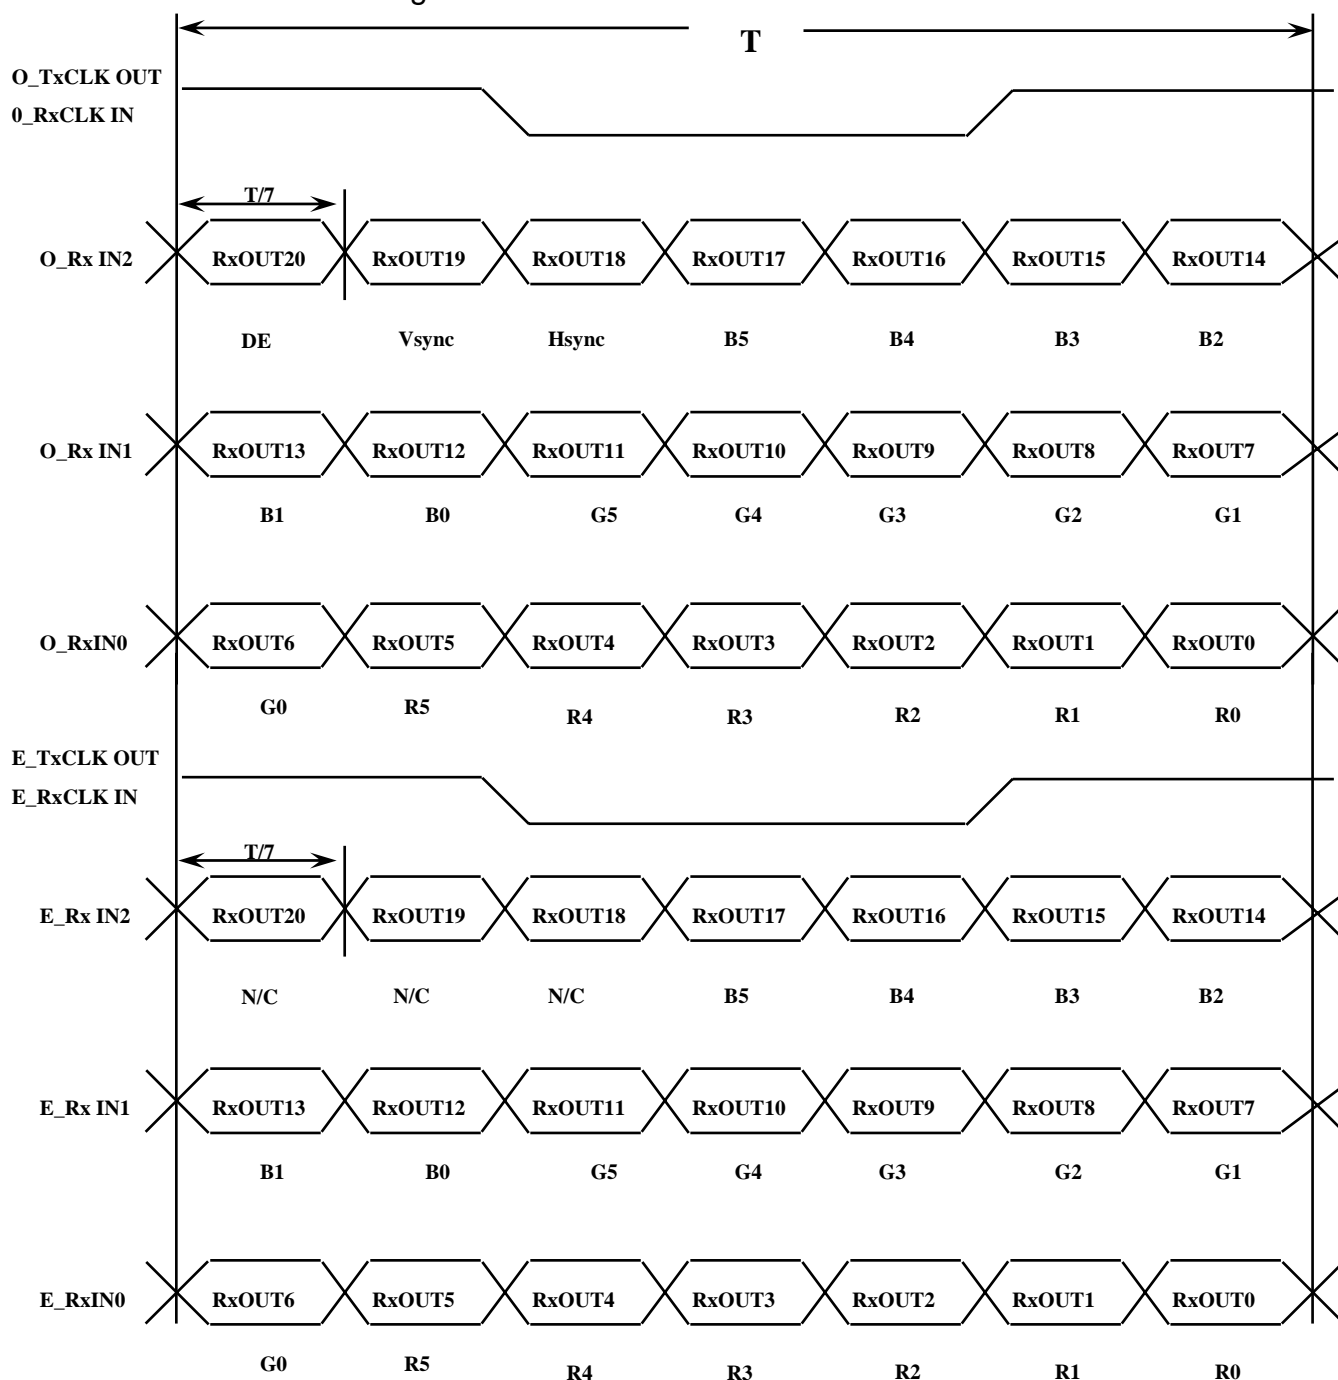 g
T
O_TxCLK OUT
0_RxCLK IN
T/7
O_Rx IN2 RxOUT20 RxOUT19 RxOUT18 RxOUT17 RxOUT16 RxOUT15 RxOUT14
DE Vsync Hsync B5 B4 B3 B2
O_Rx IN1 RxOUT13 RxOUT12 RxOUT11 RxOUT10 RxOUT9 RxOUT8 RxOUT7
B1 B0 G5 G4 G3 G2 G1
O_RxIN0 RxOUT6 RxOUT5 RxOUT4 RxOUT3 RxOUT2 RxOUT1 RxOUT0
G0 R5 R4 R3 R2 R1 R0
E_TxCLK OUT
E_RxCLK IN
T/7
E_Rx IN2 RxOUT20 RxOUT19 RxOUT18 RxOUT17 RxOUT16 RxOUT15 RxOUT14
N/C N/C N/C B5 B4 B3 B2
E_Rx IN1 RxOUT13 RxOUT12 RxOUT11 RxOUT10 RxOUT9 RxOUT8 RxOUT7
B1 B0 G5 G4 G3 G2 G1
E_RxIN0 RxOUT6 RxOUT5 RxOUT4 RxOUT3 RxOUT2 RxOUT1 RxOUT0
G0 R5 R4 R3 R2 R1 R0